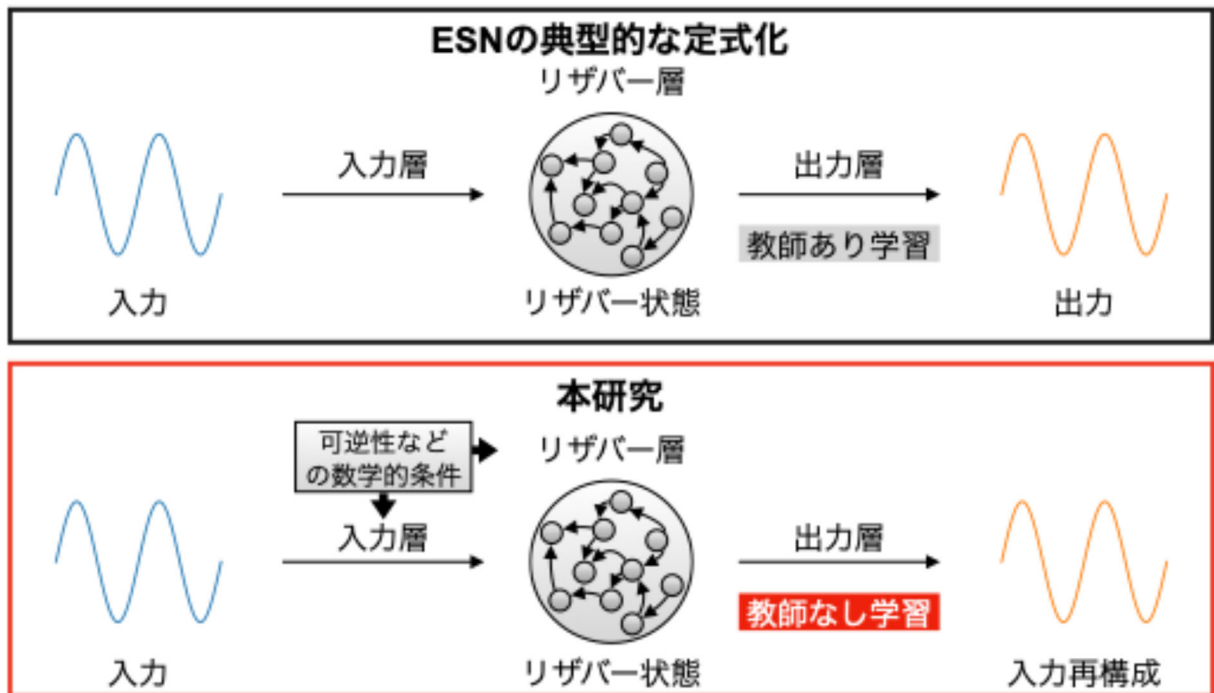 ESNの典型的な定式化
リザバー層
入力層
出力層
教師あり学習
入力
リザバー状態
出力
本研究
可逆性など
の数学的条件
リザバー層
入力層
出力層
教師なし学習
入力
リザバー状態
入力再構成